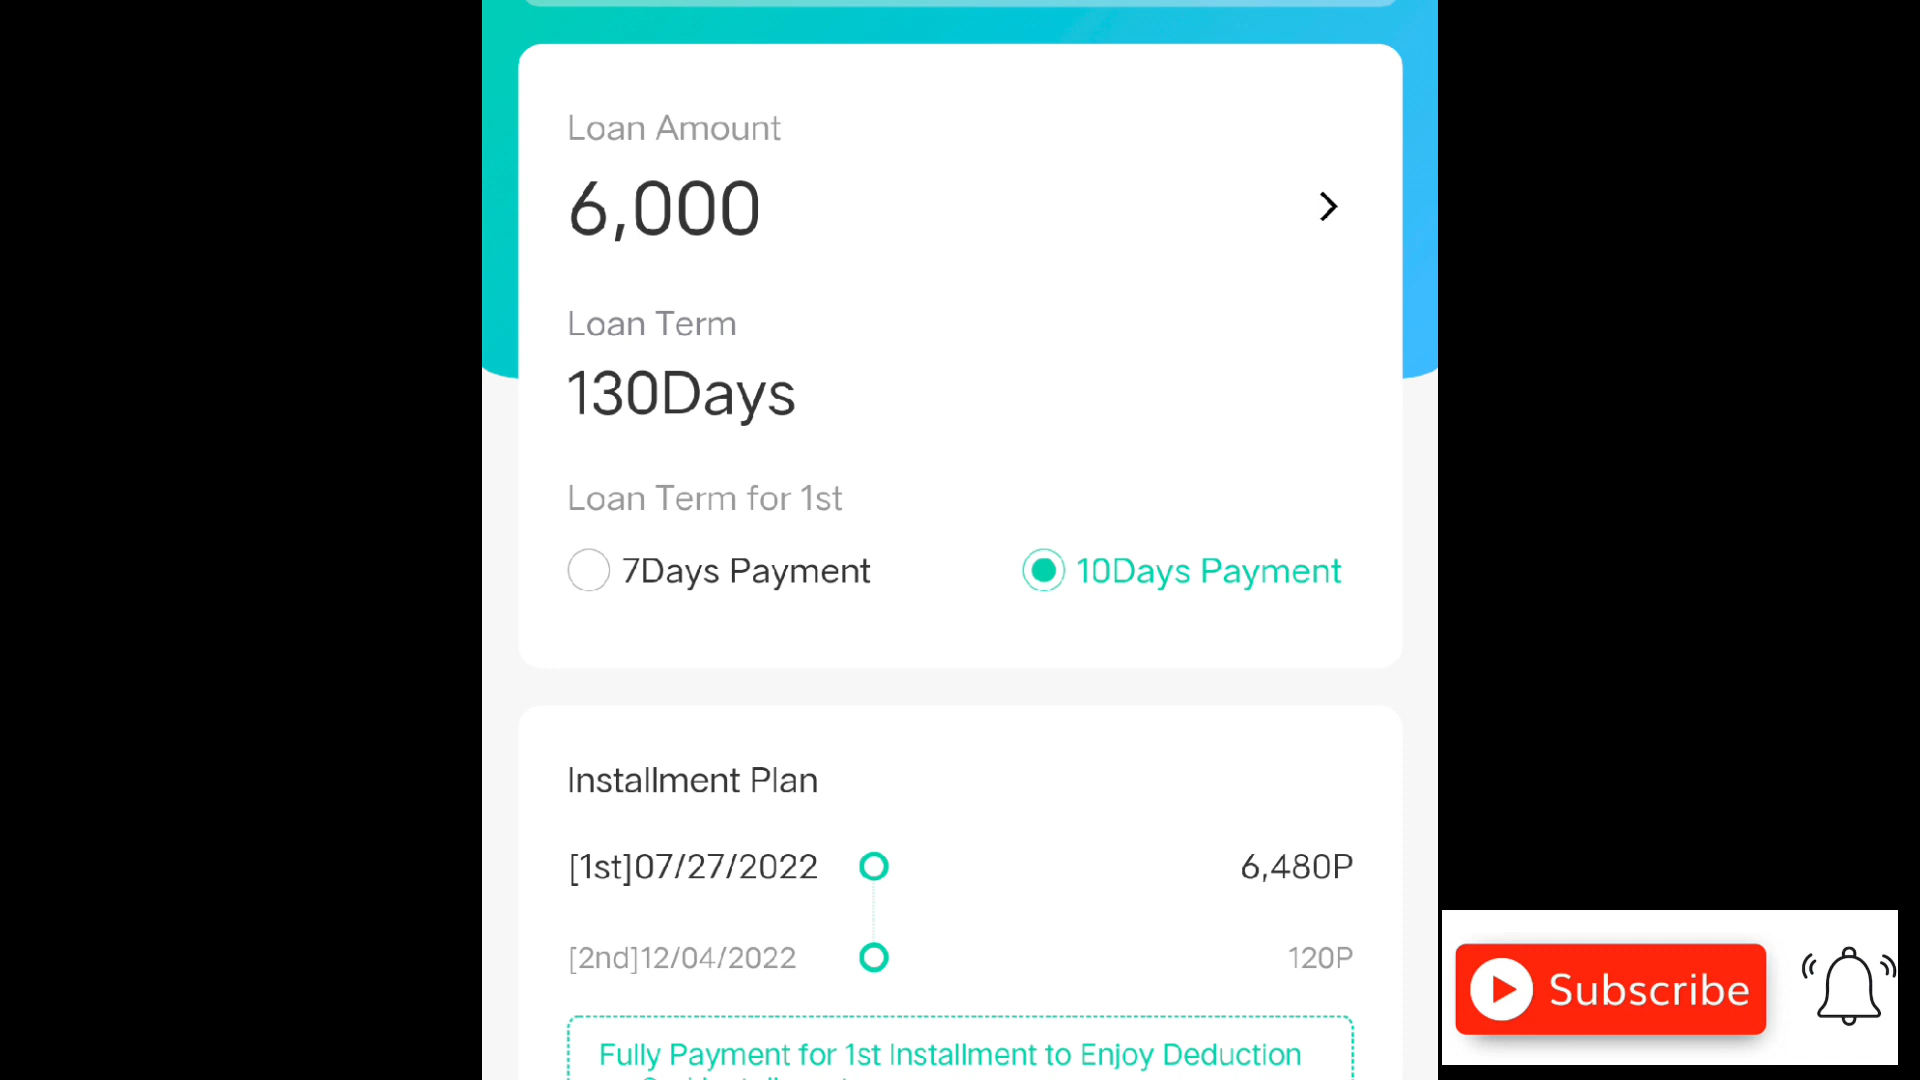 Loan Amount
6,000
Loan Term
130Days
Loan Term for 1st
7Days Payment 10Days Payment
Installment Plan
[1st]07/27/2022 6,480P
[2nd]12/04/2022 120P
Fully Payment for 1st Installment to Enjoy Deduction
Subscribe